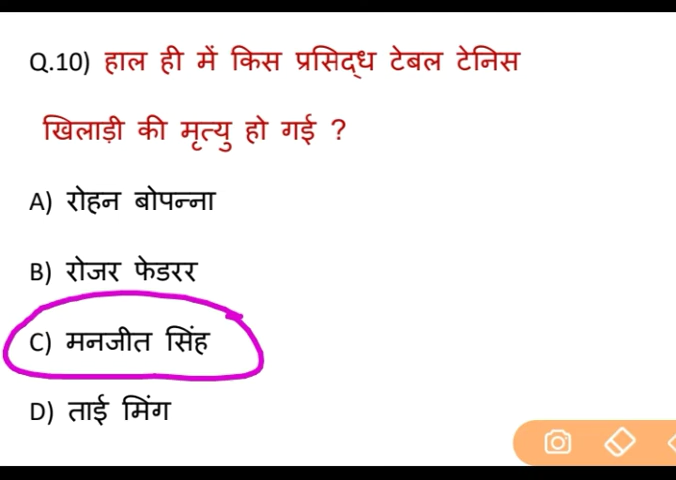 Q.10) हाल ही में किस प्रसिद्ध टेबल टेनिस
खिलाड़ी की मृत्यु हो गई ?
A) रोहन बोपन्ना
B) रोजर फेडरर
C) मनजीत सिंह
D) ताई मिंग